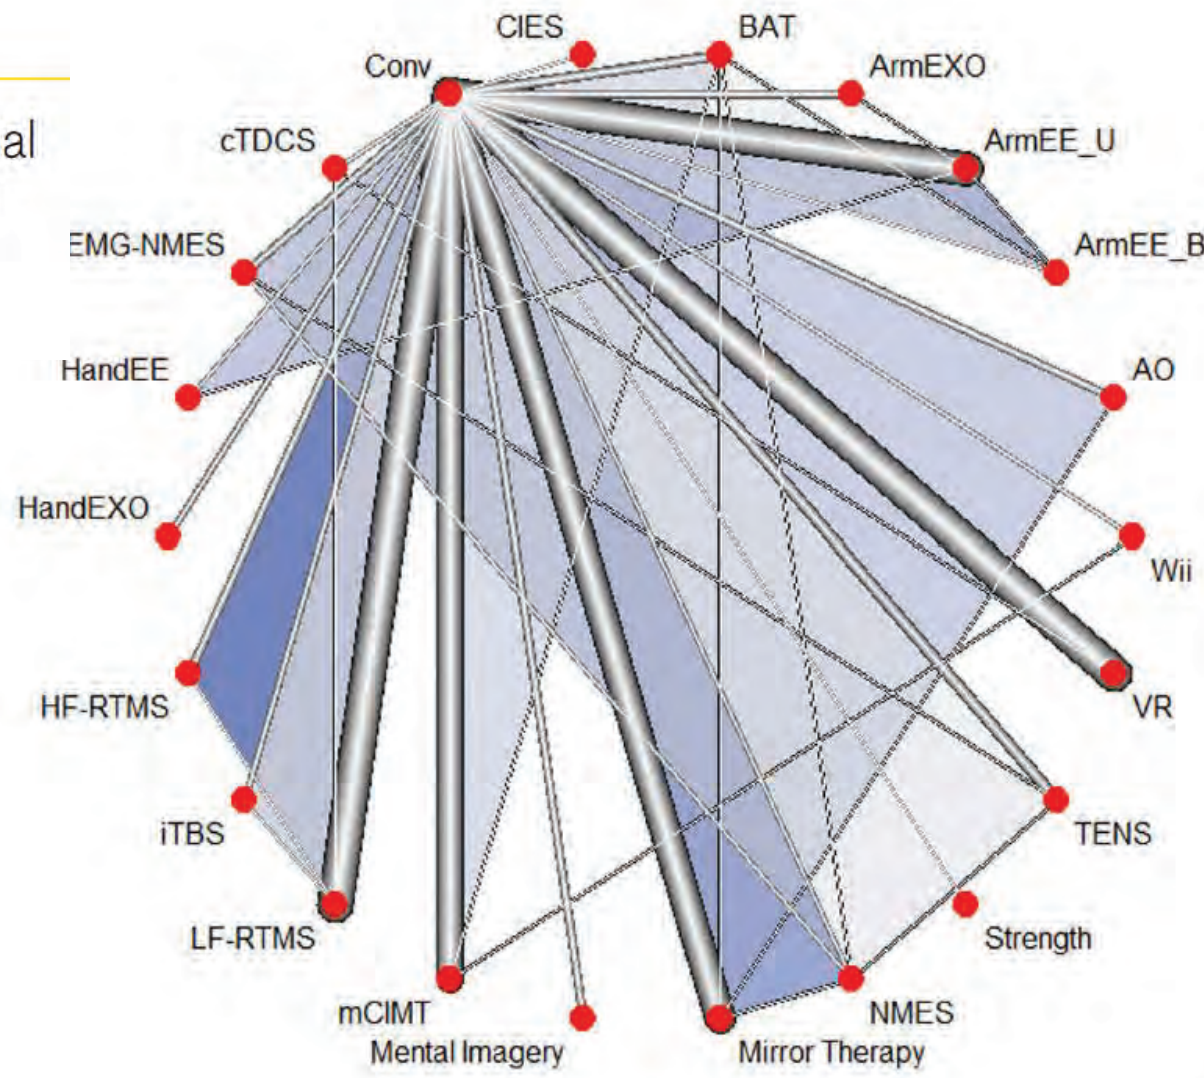 CIES
BAT
Conv
ArmEXO
al
cTDCS
ArmEE_U
EMG-NMES
ArmEE_B
HandEE
AO
HandEXO
Wii
HF-RTMS
VR
iTBS
TENS
LF-RTMS
Strength
mCIMT
NMES
Mental Imagery
Mirror Therapy